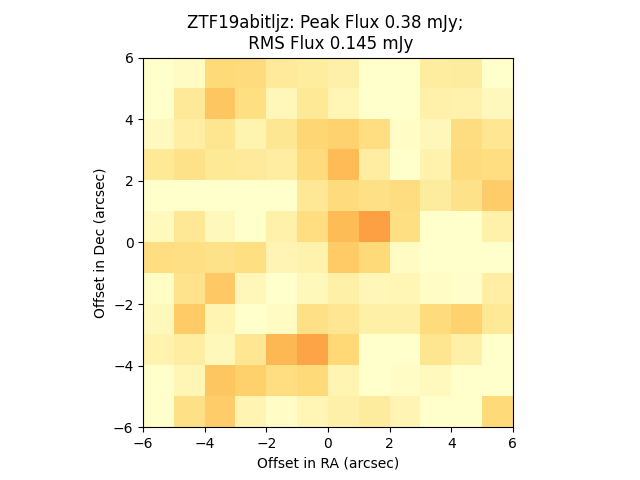 ZTF19abitljz: Peak Flux 0.38 mJy;
RMS Flux 0.145 mJy
6
4
2
0
−2
−4
−6
Offset in Dec (arcsec)
−6 −4 −2 0 2 4 6
Offset in RA (arcsec)